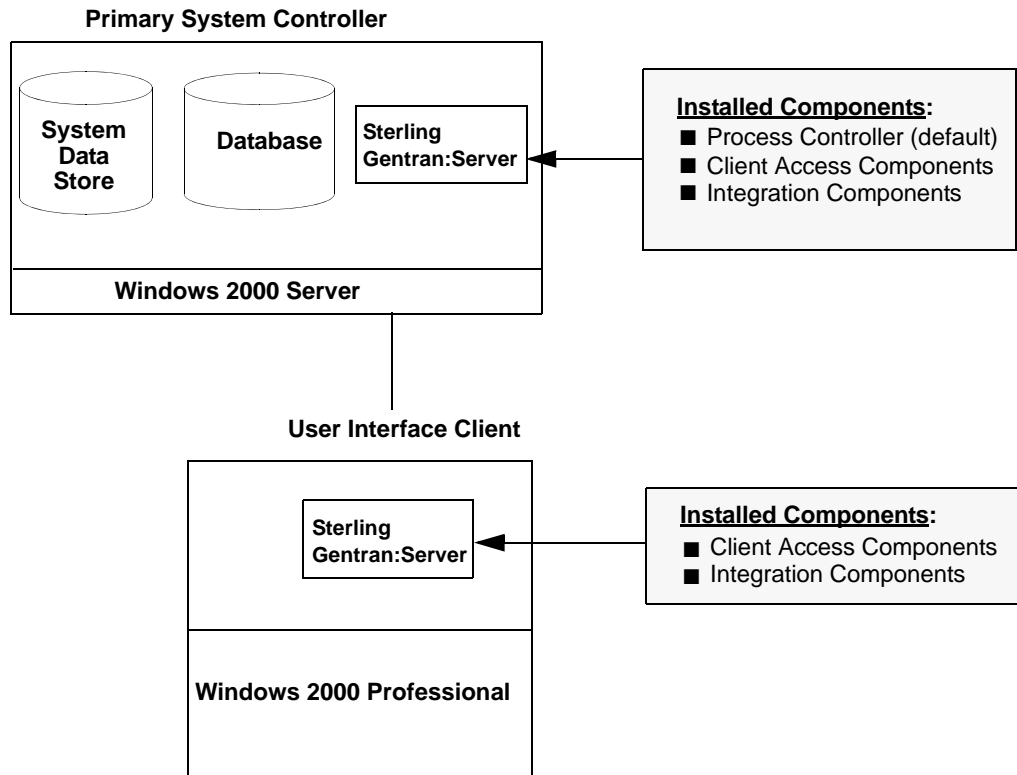 Primary System Controller
System
Data
Store
Database
Sterling
Gentran:Server
Installed Components:
■ Process Controller (default)
■ Client Access Components
■ Integration Components
Windows 2000 Server
User Interface Client
Sterling
Gentran:Server
Installed Components:
■ Client Access Components
■ Integration Components
Windows 2000 Professional